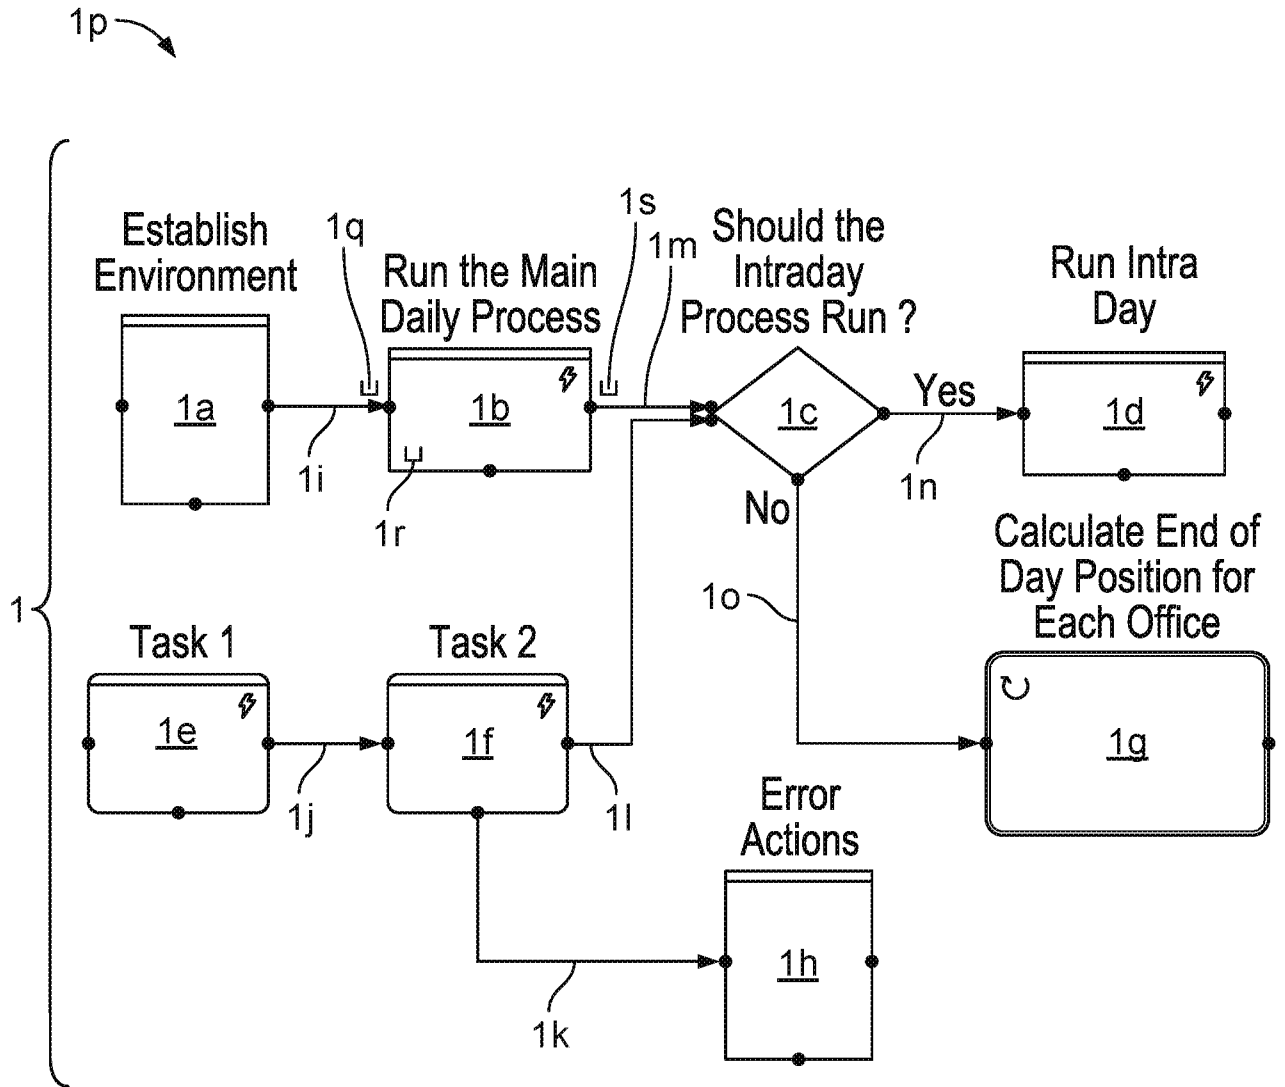 1p
1
Establish
Environment
1a
1i
1q
Run the Main
Daily Process
1b
1r
1s
1m
Should the
Intraday
Process Run ?
1c
Yes
1n
No
Run Intra
Day
1d
1o
Calculate End of
Day Position for
Each Office
1g
Task 1
1e
1j
Task 2
1f
1l
1k
Error
Actions
1h